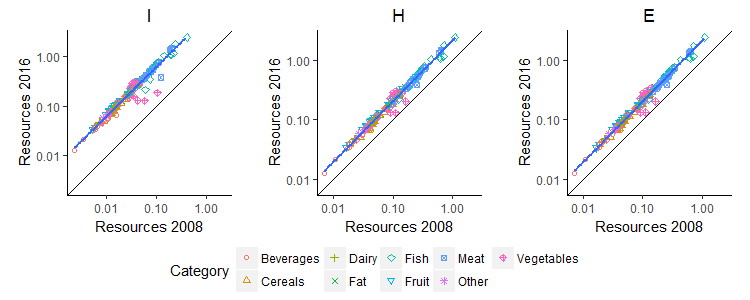 I H E
Resources 2016 Resources 2016 Resources 2016
1.00 1.00 1.00
0.10 0.10 0.10
0.01 0.01 0.01
0.01 0.10 1.00 0.01 0.10 1.00 0.01 0.10 1.00
Resources 2008 Resources 2008 Resources 2008
Category
Beverages Dairy Fish Meat Vegetables
Cereals Fat Fruit Other